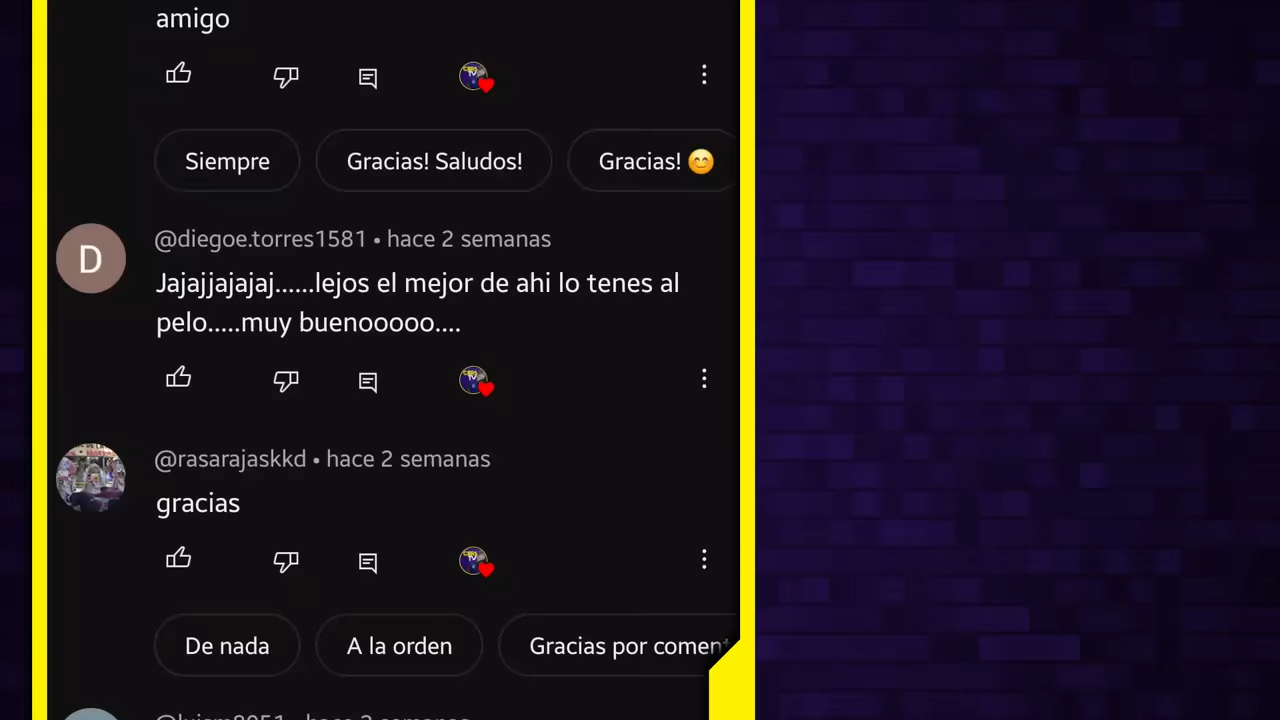 amigo
Siempre
Gracias! Saludos!
Gracias! 😊
@diegoe.torres1581 • hace 2 semanas
Jajajjajajaj......lejos el mejor de ahi lo tenes al
pelo.....muy buenooooo....
@rasarajaskkd • hace 2 semanas
gracias
De nada
A la orden
Gracias por coment